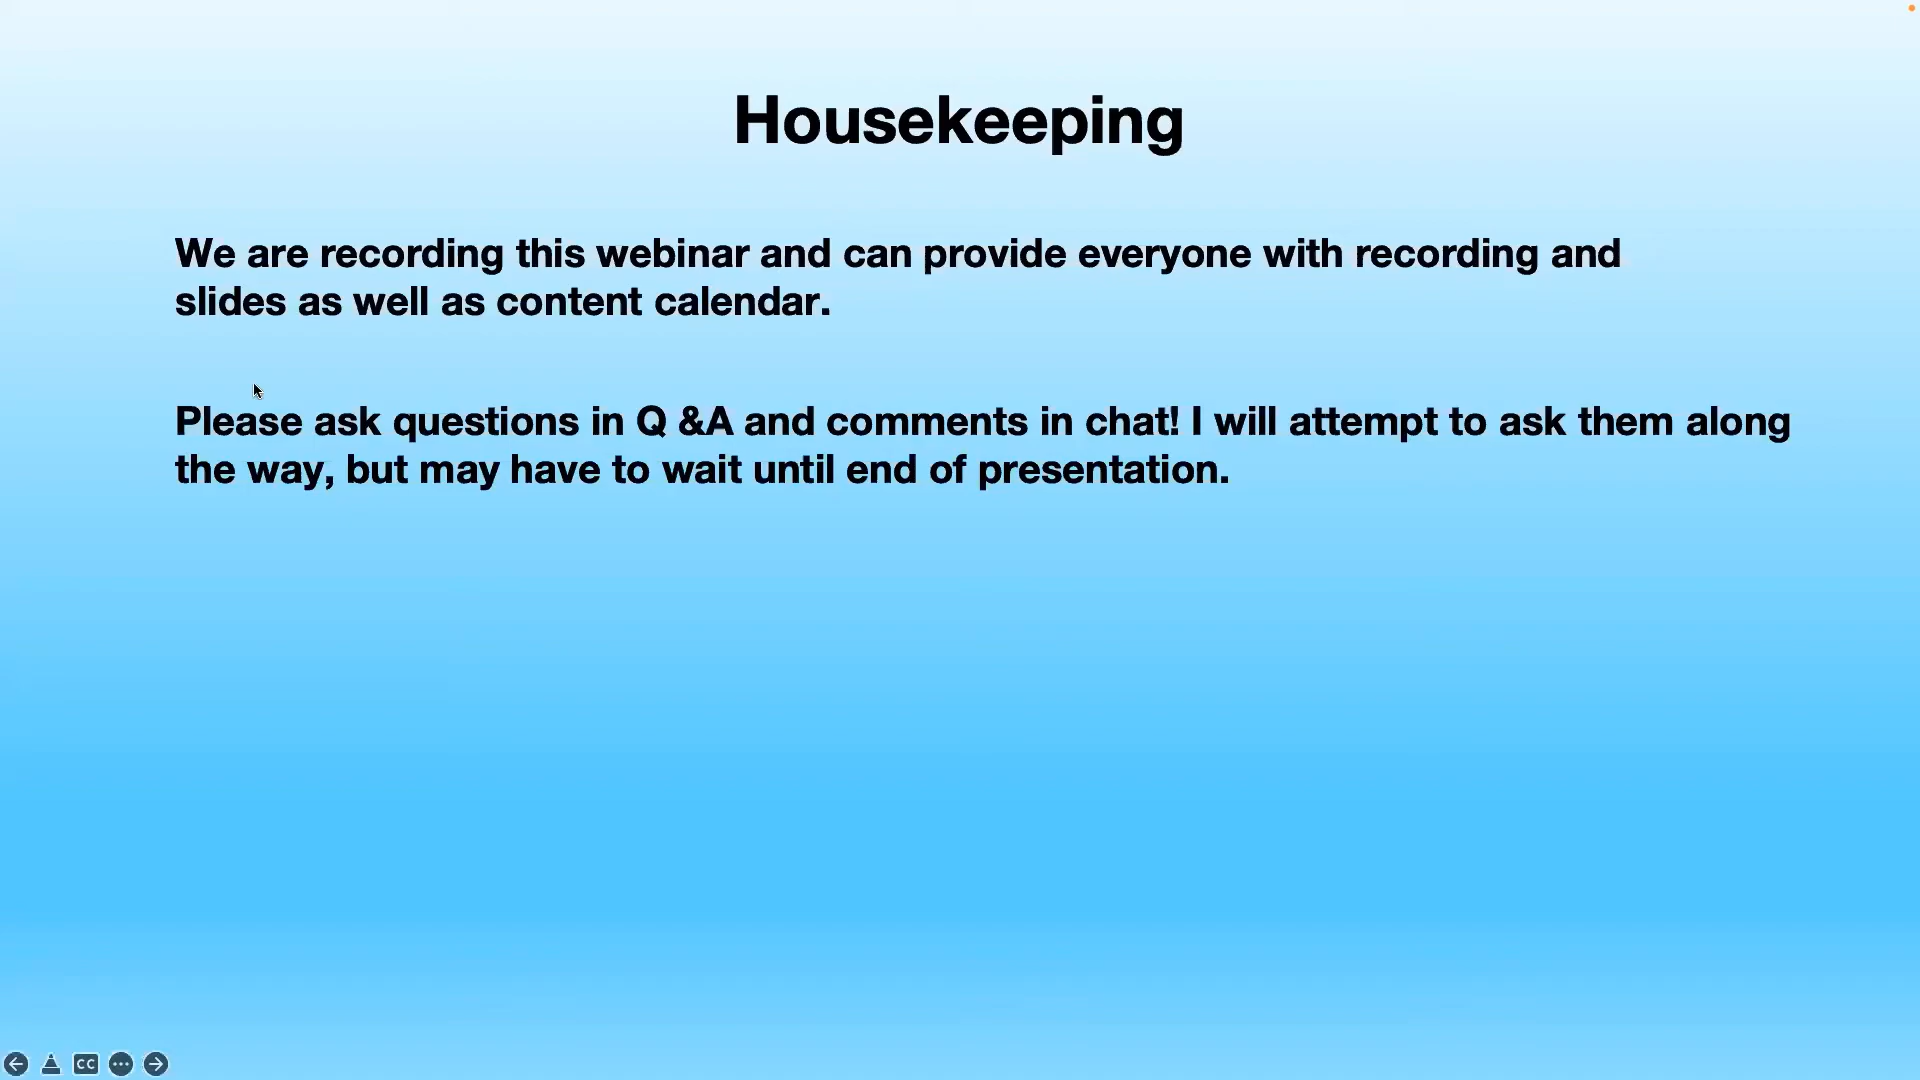 Housekeeping
We are recording this webinar and can provide everyone with recording and
slides as well as content calendar.
Please ask questions in Q &A and comments in chat! I will attempt to ask them along
the way, but may have to wait until end of presentation.
CC